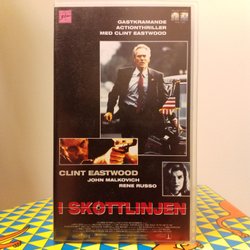 GASTKRAMANDE
ACTIONTHRILLER
MED CLINT EASTWOOD
CLINT EASTWOOD
JOHN MALKOVICH
RENE RUSSO
I SKOTTLINJEN